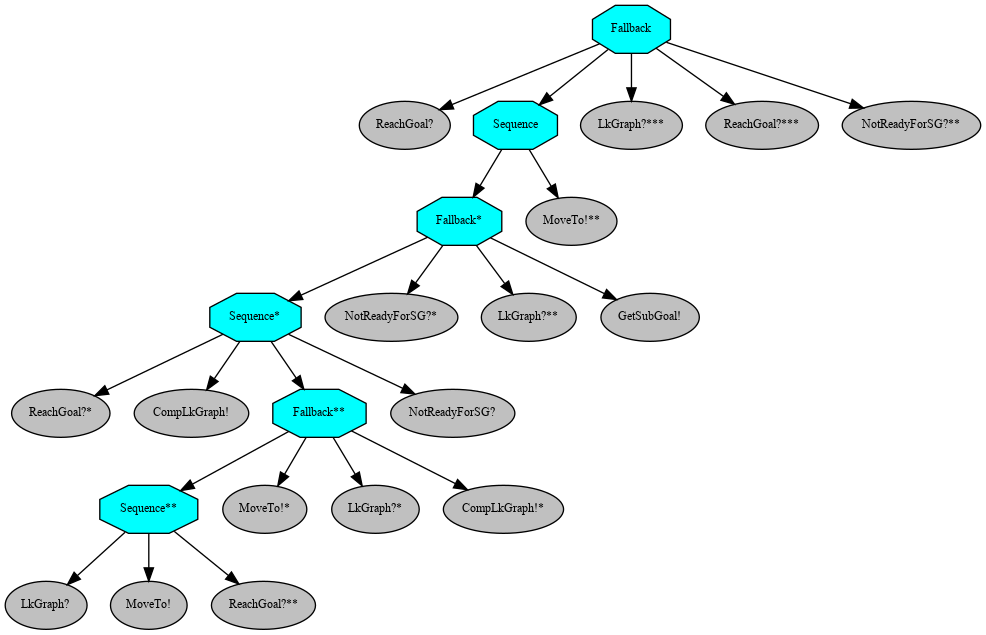 Fallback
ReachGoal?
Sequence
LkGraph?***
ReachGoal?***
NotReadyForSG?**
Fallback*
MoveTo!**
Sequence*
NotReadyForSG?*
LkGraph?**
GetSubGoal!
ReachGoal?*
CompLkGraph!
Fallback**
NotReadyForSG?
Sequence**
MoveTo!*
LkGraph?*
CompLkGraph!*
LkGraph?
MoveTo!
ReachGoal?**